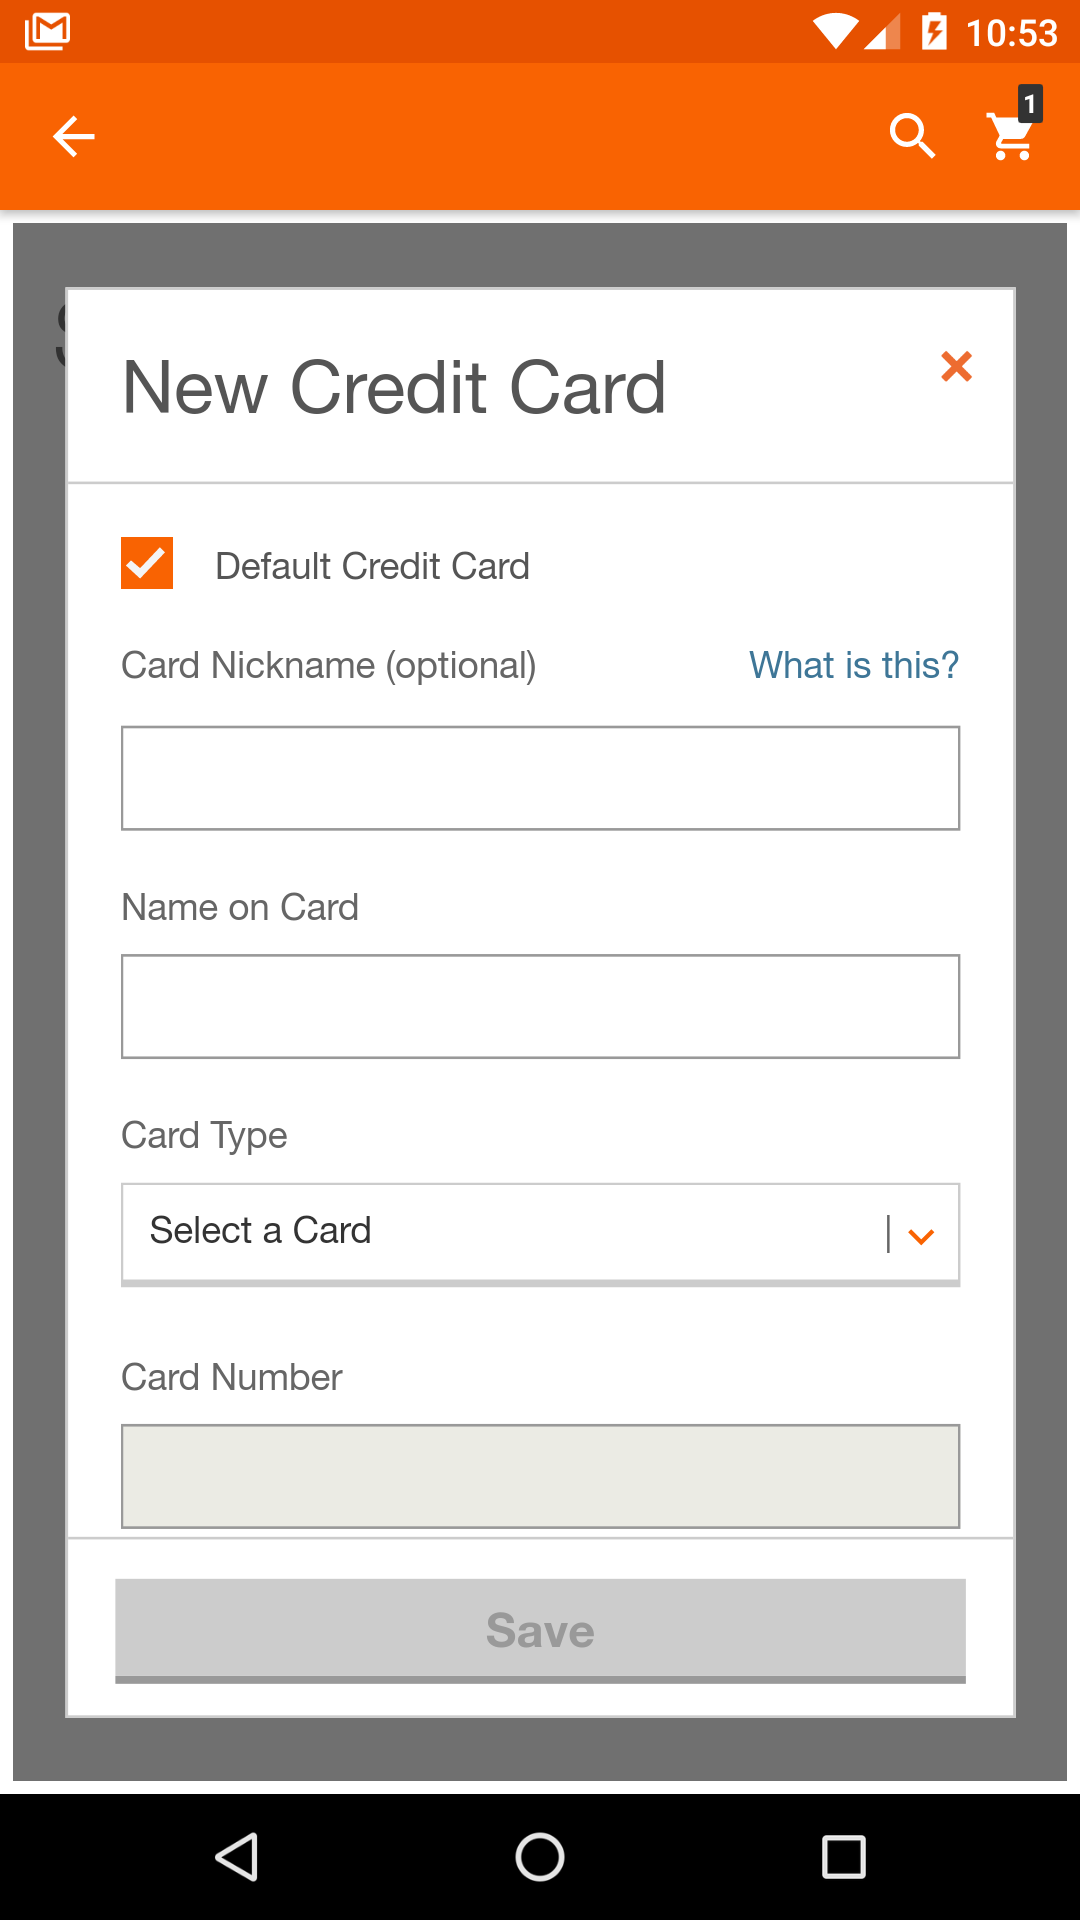 10:53
1
New Credit Card
Default Credit Card
Card Nickname (optional) What is this?
Name on Card
Card Type
Select a Card
Card Number
Save